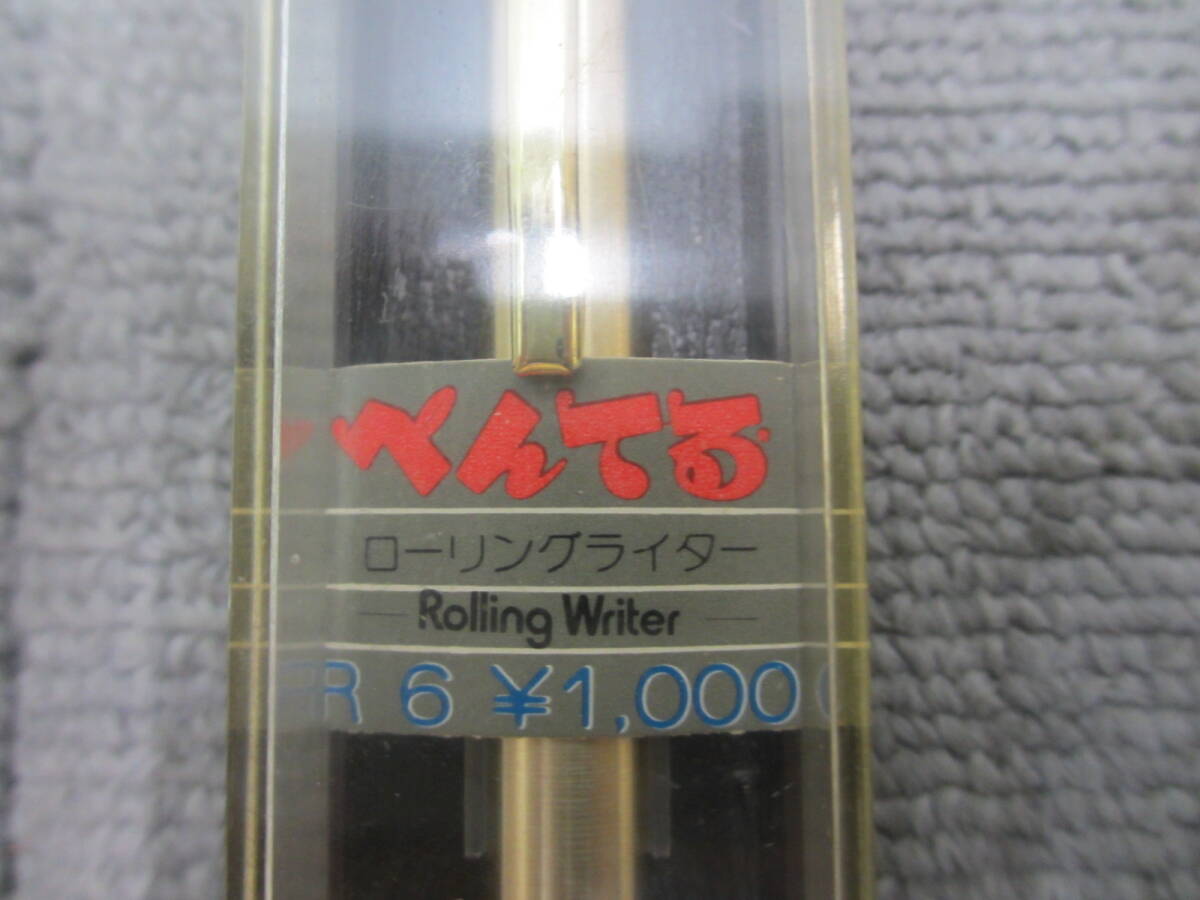 ぺんてる
ローリングライター
Rolling Writer
R 6 ¥1,000